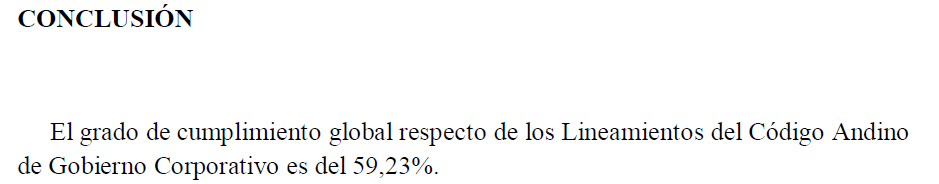 CONCLUSIÓN
El grado de cumplimiento global respecto de los Lineamientos del Código Andino
de Gobierno Corporativo es del 59,23%.